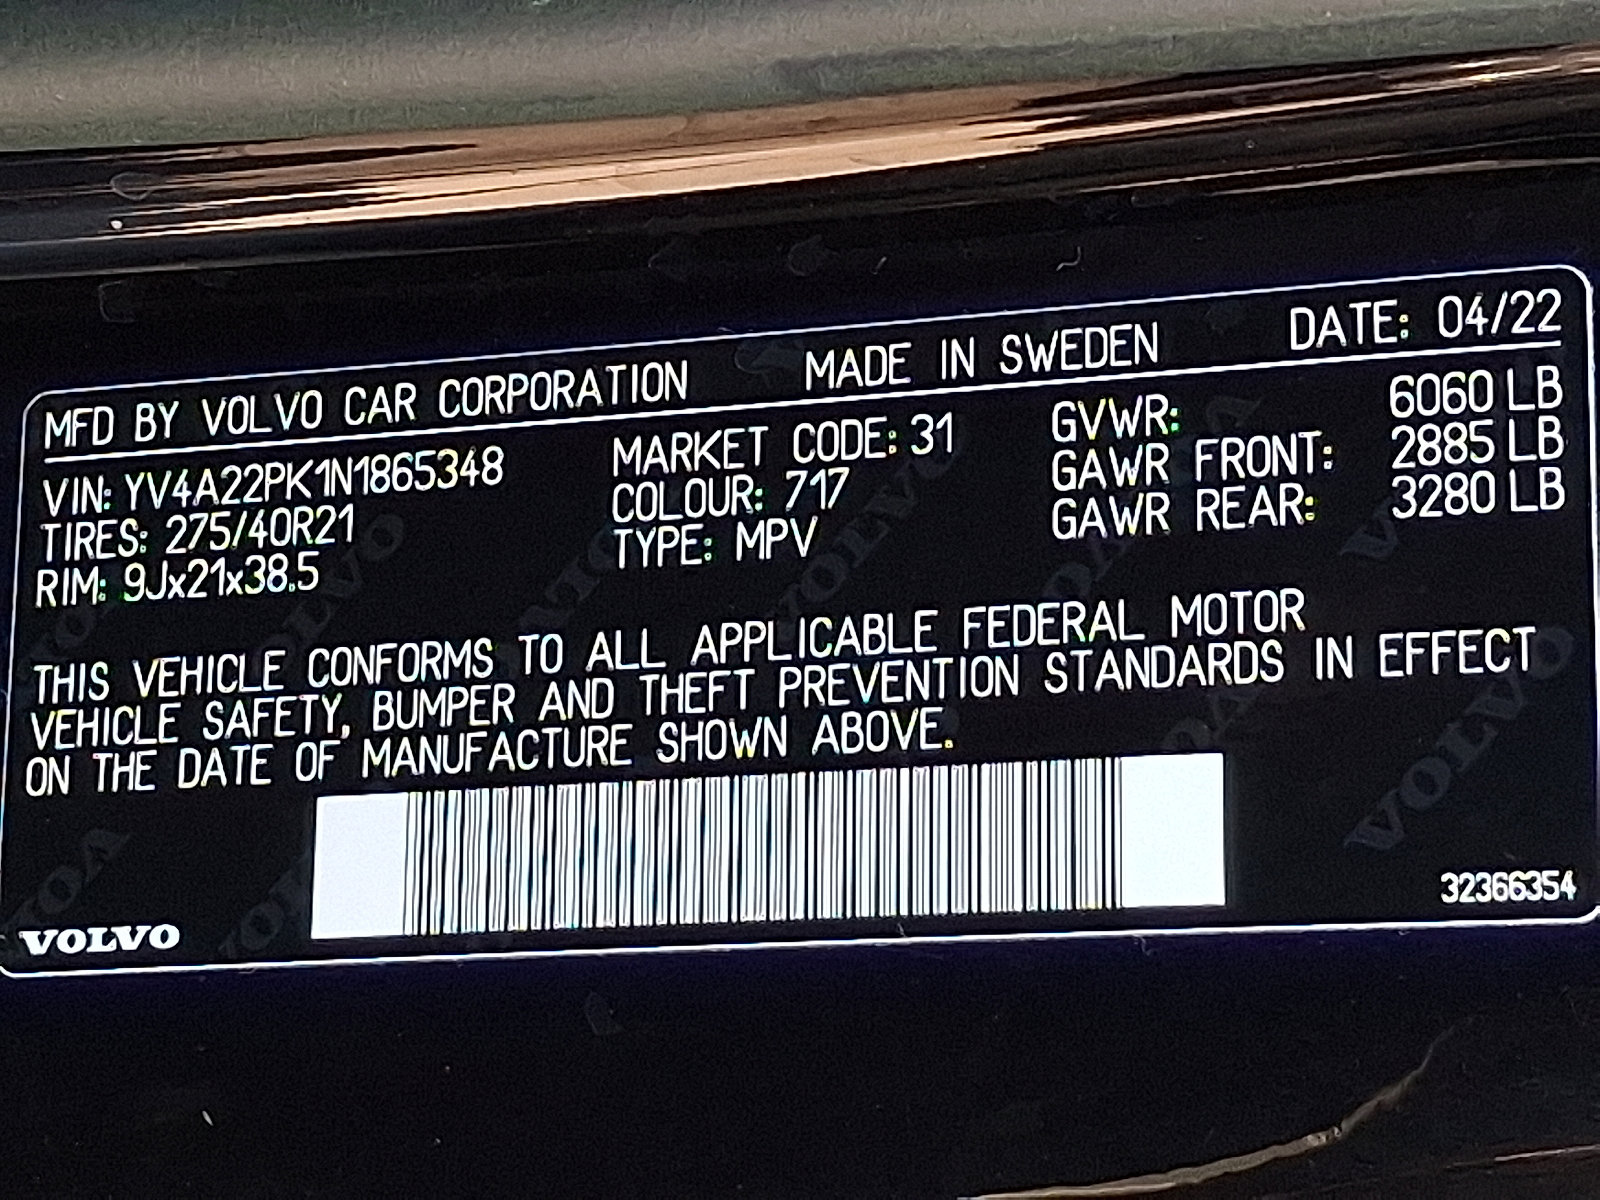 MFD BY VOLVO CAR CORPORATION MADE IN SWEDEN DATE: 04/22
VIN: YV4A22PK1N1865348 MARKET CODE: 31 GVWR: 6060 LB
TIRES: 275/40R21 COLOUR: 717 GAWR FRONT: 2885 LB
RIM: 9Jx21x38.5 TYPE: MPV GAWR REAR: 3280 LB
THIS VEHICLE CONFORMS TO ALL APPLICABLE FEDERAL MOTOR
VEHICLE SAFETY, BUMPER AND THEFT PREVENTION STANDARDS IN EFFECT
ON THE DATE OF MANUFACTURE SHOWN ABOVE.
VOLVO 32366354